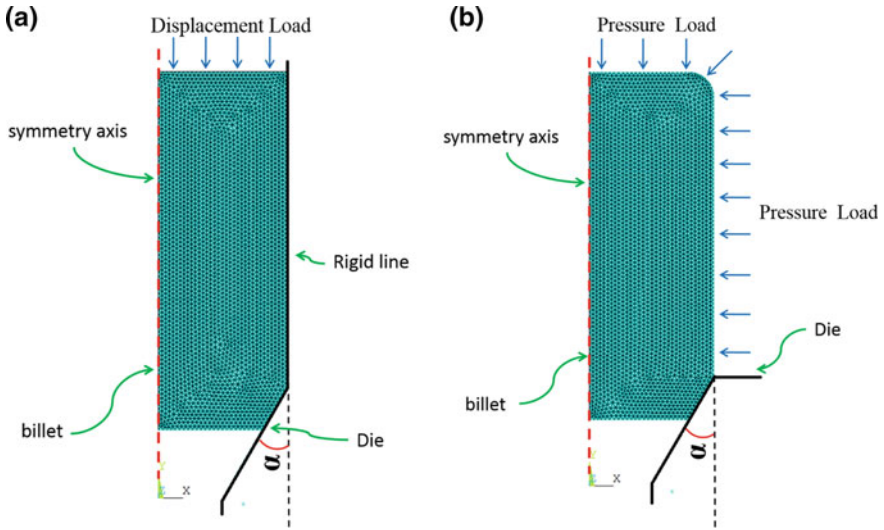 (a)
Displacement Load
symmetry axis
Rigid line
billet
Die
α
Y
Z
X
(b)
Pressure Load
symmetry axis
Pressure Load
Die
billet
α
Y
Z
X